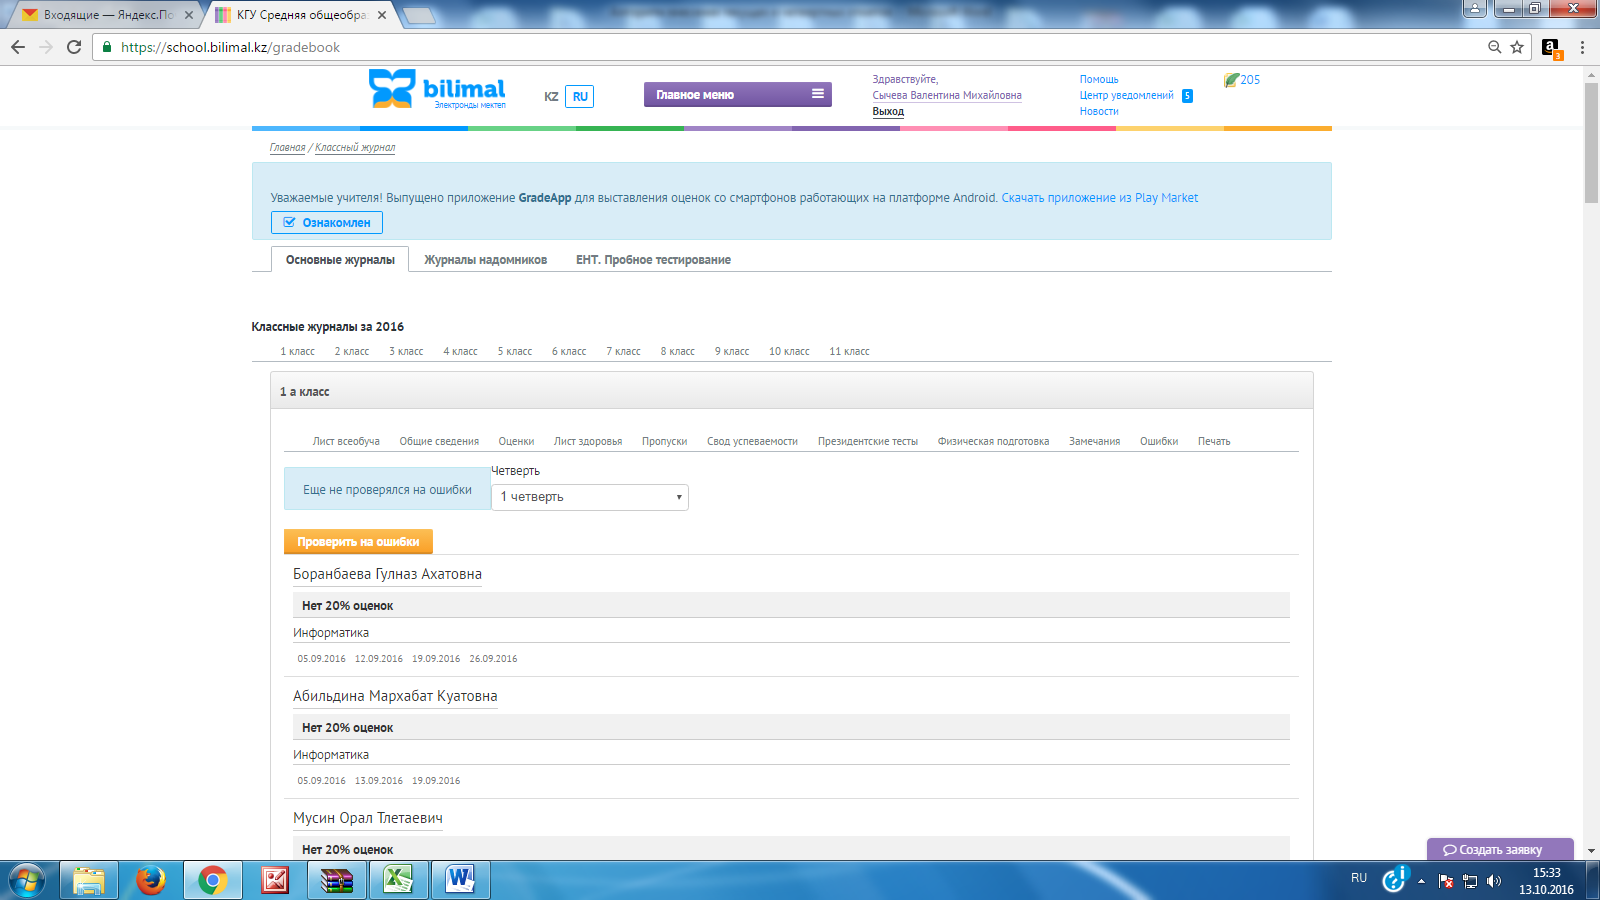 Входящие — Яндекс.По
КГУ Средняя общеобра
https://school.bilimal.kz/gradebook
bilimal
Электронды мектеп
KZ RU
Главное меню
Здравствуйте,
Сычева Валентина Михайловна
Выход
Помощь
Центр уведомлений 5
Новости
205
Главная / Классный журнал
Уважаемые учителя! Выпущено приложение GradeApp для выставления оценок со смартфонов работающих на платформе Android. Скачать приложение из Play Market
Ознакомлен
Основные журналы Журналы надомников ЕНТ. Пробное тестирование
Классные журналы за 2016
1 класс 2 класс 3 класс 4 класс 5 класс 6 класс 7 класс 8 класс 9 класс 10 класс 11 класс
1 а класс
Лист всеобуча Общие сведения Оценки Лист здоровья Пропуски Свод успеваемости Президентские тесты Физическая подготовка Замечания Ошибки Печать
Еще не проверялся на ошибки
Четверть
1 четверть
Проверить на ошибки
Боранбаева Гулназ Ахатовна
Нет 20% оценок
Информатика
05.09.2016 12.09.2016 19.09.2016 26.09.2016
Абильдина Мархабат Куатовна
Нет 20% оценок
Информатика
05.09.2016 13.09.2016 19.09.2016
Мусин Орал Тлетаевич
Нет 20% оценок
Создать заявку
RU
15:33
13.10.2016